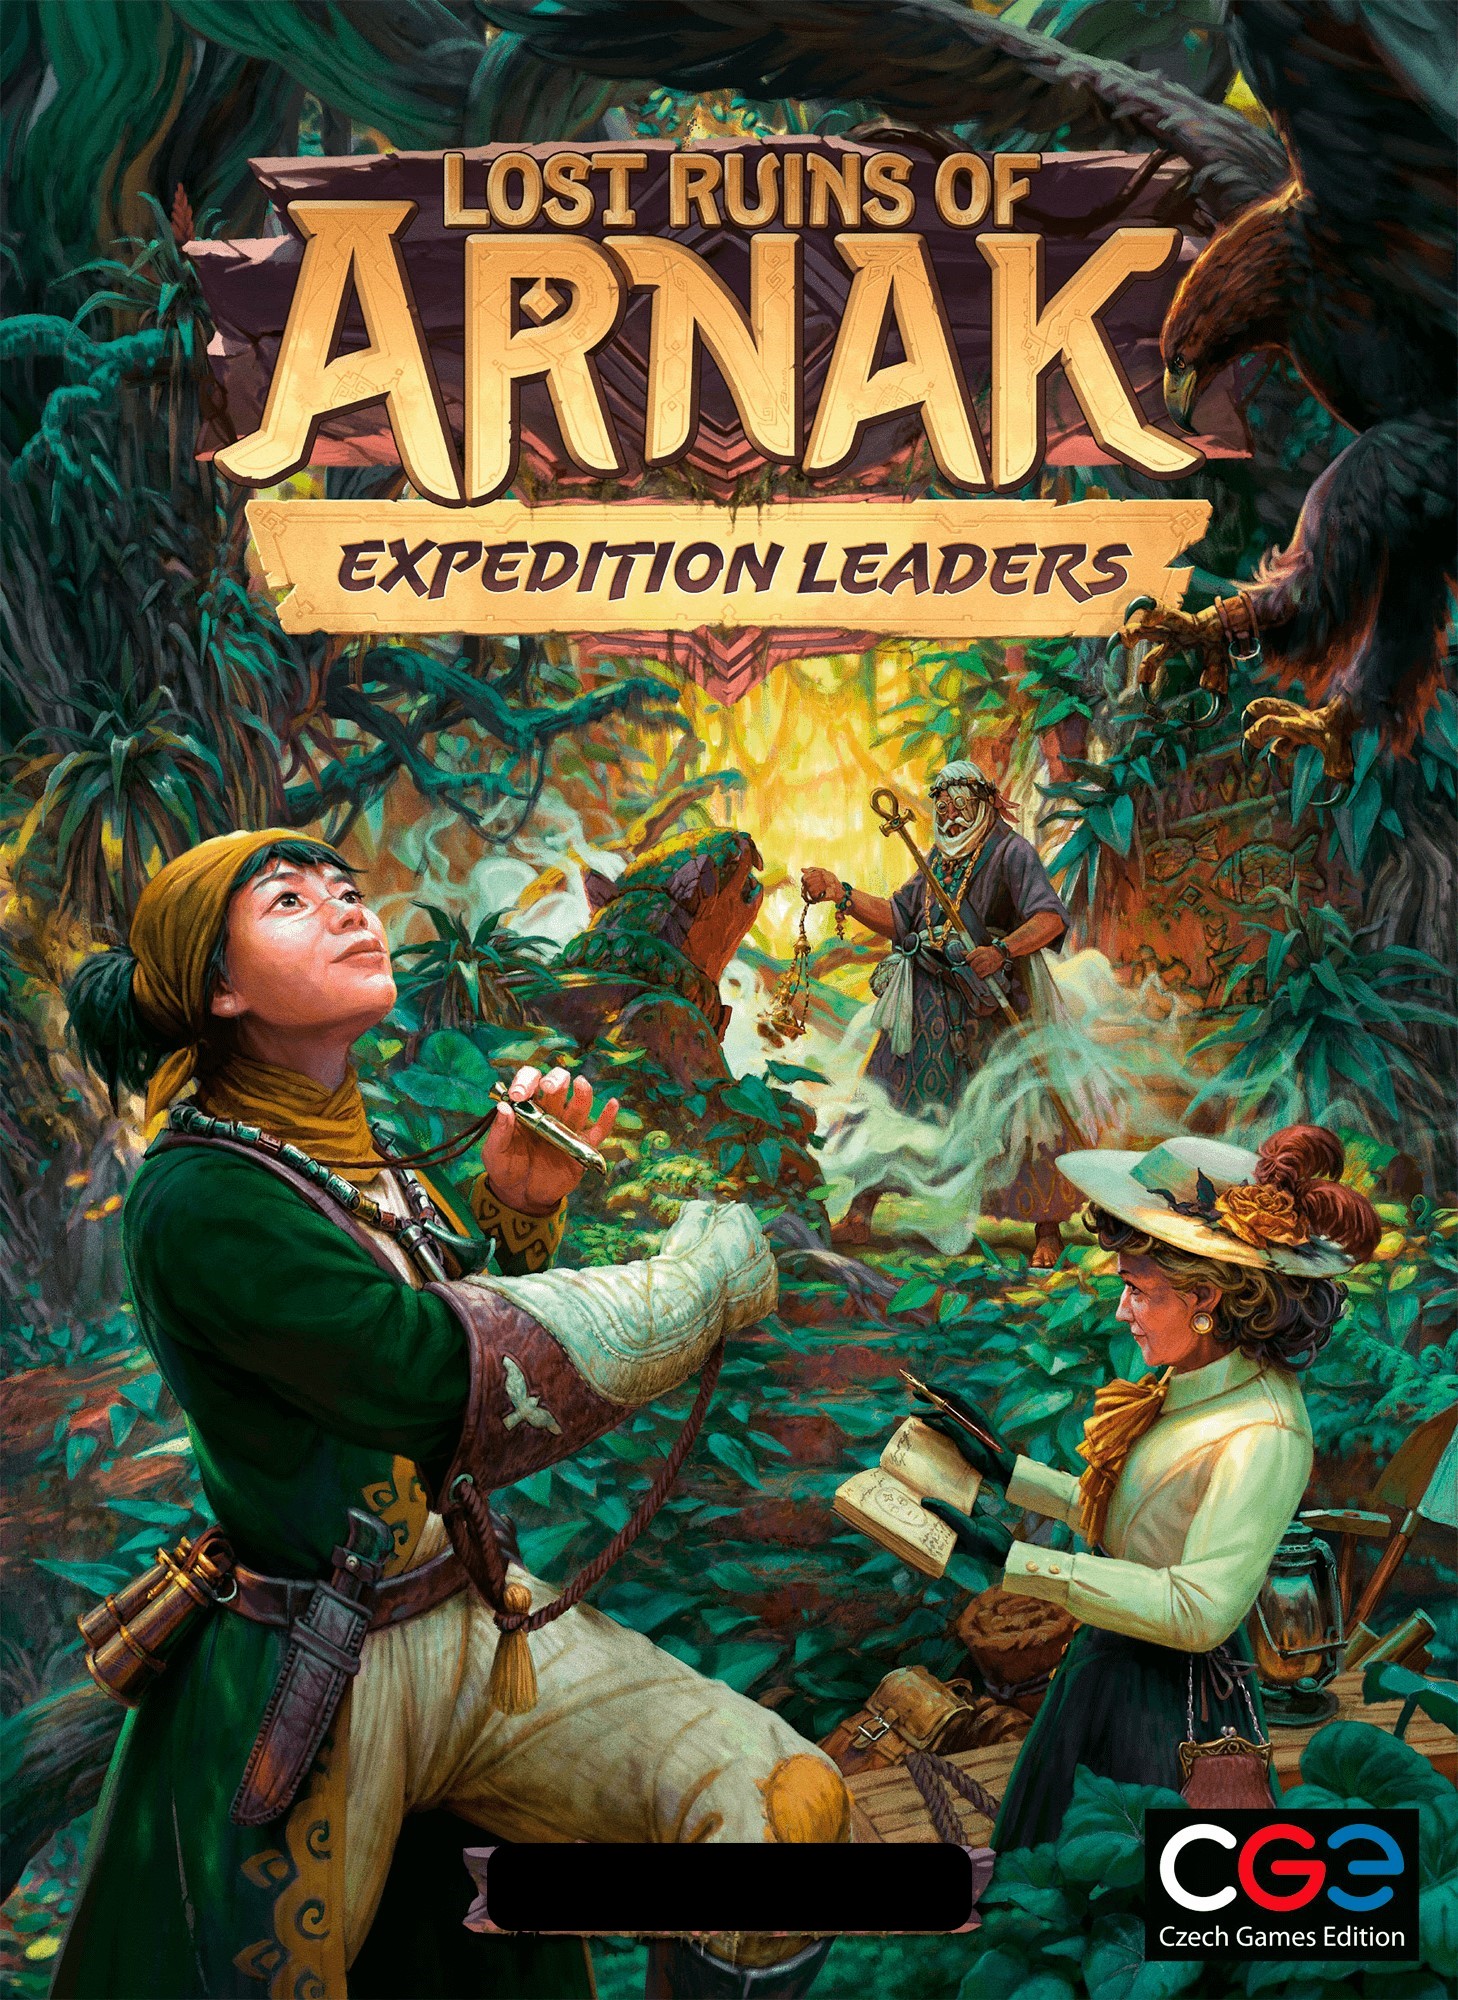 LOST RUINS OF
ARNAK
EXPEDITION LEADERS
CGE
Czech Games Edition